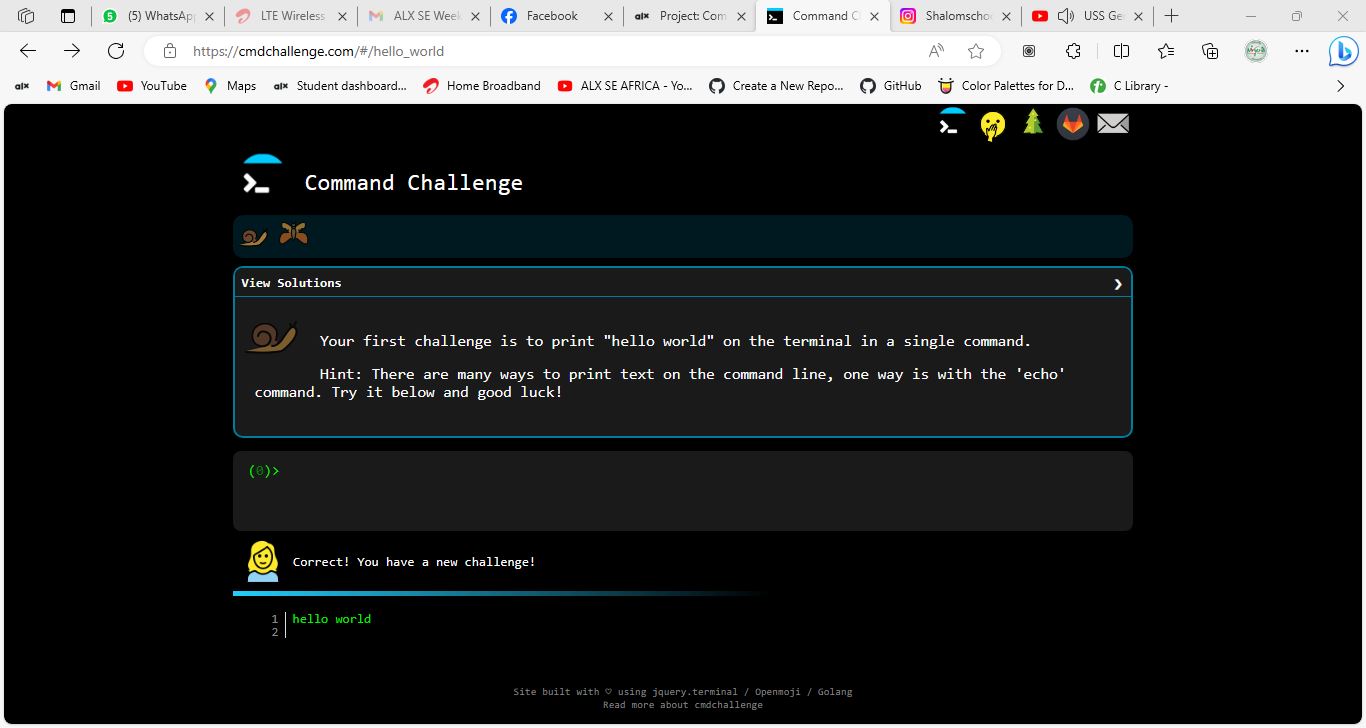 (5) WhatsAp
LTE Wireless
ALX SE Week
Facebook
Project: Com
Command C
Shalomscho
USS Ge
https://cmdchallenge.com/#/hello_world
Gmail
YouTube
Maps
Student dashboard...
Home Broadband
ALX SE AFRICA - Yo...
Create a New Repo...
GitHub
Color Palettes for D...
C Library -
Command Challenge
View Solutions
Your first challenge is to print "hello world" on the terminal in a single command.
Hint: There are many ways to print text on the command line, one way is with the 'echo'
command. Try it below and good luck!
(0)>
Correct! You have a new challenge!
1 hello world
2
Site built with ♡ using jquery.terminal / Openmoji / Golang
Read more about cmdchallenge